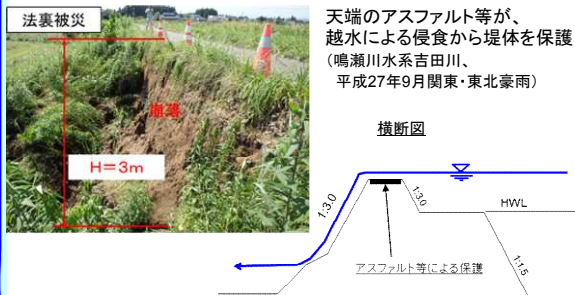 法裏被災
崩落
H=3m
天端のアスファルト等が、
越水による侵食から堤体を保護
(鳴瀬川水系吉田川、
平成27年9月関東・東北豪雨)
横断図
1:3.0
1:3.0
HWL
1:1.5
アスファルト等による保護